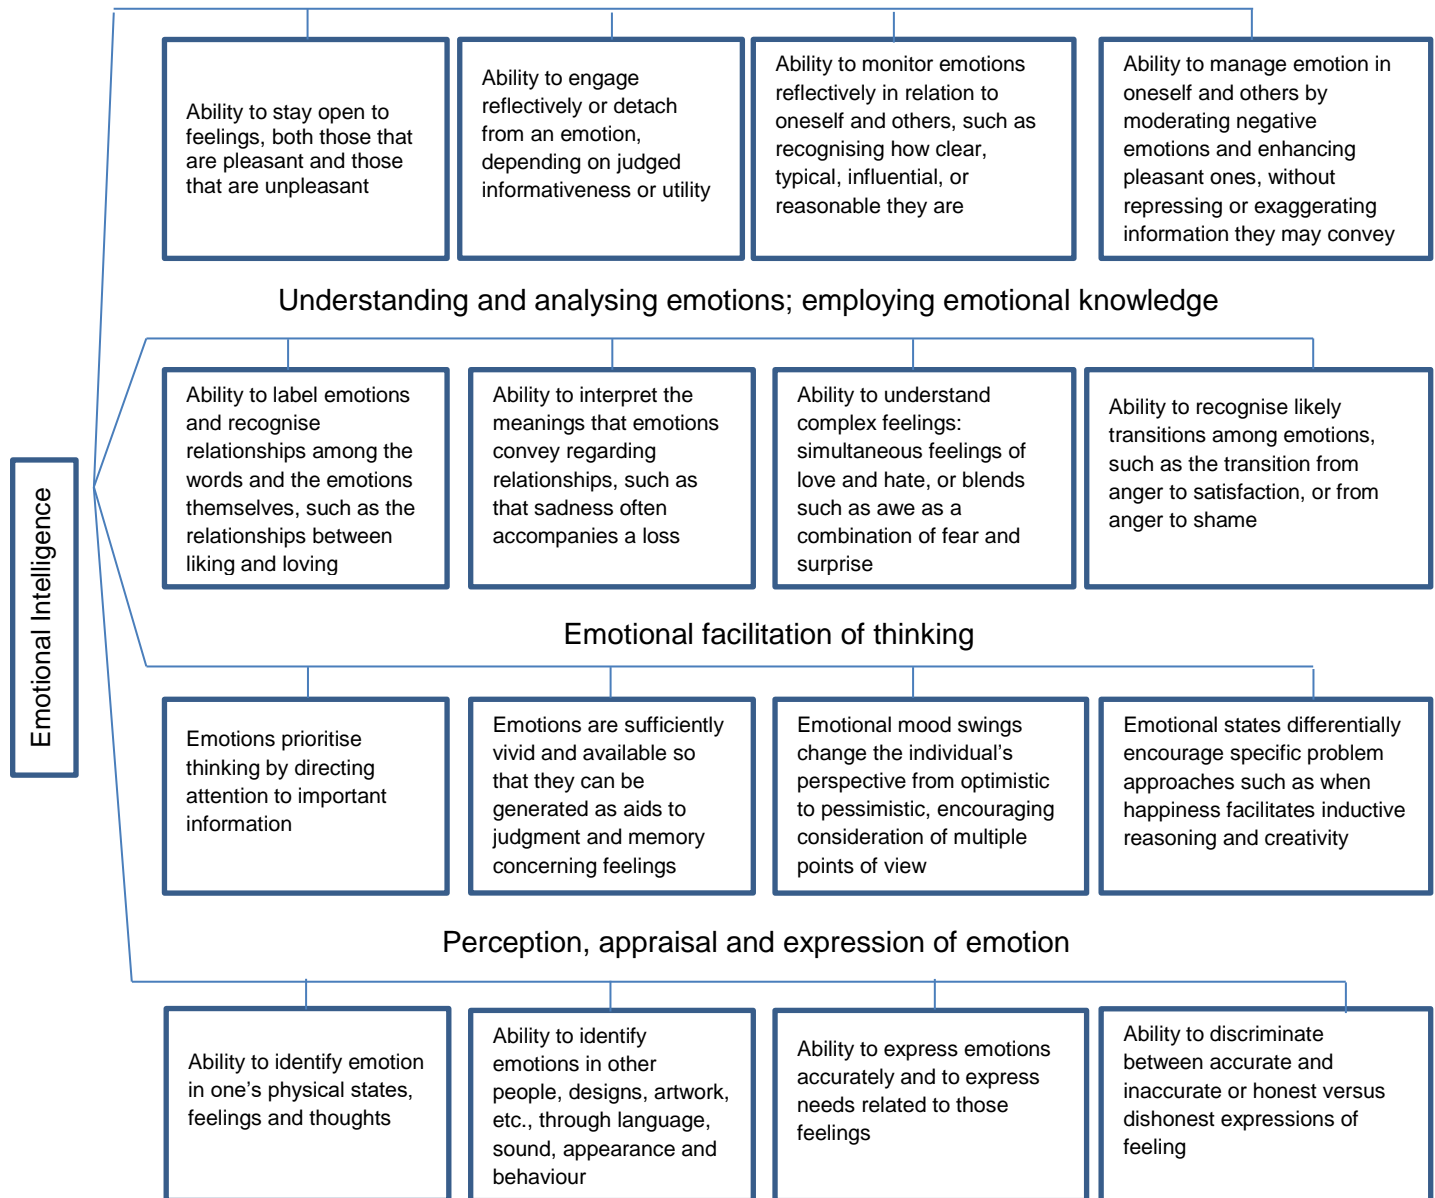 Ability to stay open to
feelings, both those that
are pleasant and those
that are unpleasant
Ability to engage
reflectively or detach
from an emotion,
depending on judged
informativeness or utility
Ability to monitor emotions
reflectively in relation to
oneself and others, such as
recognising how clear,
typical, influential, or
reasonable they are
Ability to manage emotion in
oneself and others by
moderating negative
emotions and enhancing
pleasant ones, without
repressing or exaggerating
information they may convey
Understanding and analysing emotions; employing emotional knowledge
Ability to label emotions
and recognise
relationships among the
words and the emotions
themselves, such as the
relationships between
liking and loving
Ability to interpret the
meanings that emotions
convey regarding
relationships, such as
that sadness often
accompanies a loss
Ability to understand
complex feelings:
simultaneous feelings of
love and hate, or blends
such as awe as a
combination of fear and
surprise
Ability to recognise likely
transitions among emotions,
such as the transition from
anger to satisfaction, or from
anger to shame
Emotional Intelligence
Emotional facilitation of thinking
Emotions prioritise
thinking by directing
attention to important
information
Emotions are sufficiently
vivid and available so
that they can be
generated as aids to
judgment and memory
concerning feelings
Emotional mood swings
change the individual’s
perspective from optimistic
to pessimistic, encouraging
consideration of multiple
points of view
Emotional states differentially
encourage specific problem
approaches such as when
happiness facilitates inductive
reasoning and creativity
Perception, appraisal and expression of emotion
Ability to identify emotion
in one’s physical states,
feelings and thoughts
Ability to identify
emotions in other
people, designs, artwork,
etc., through language,
sound, appearance and
behaviour
Ability to express emotions
accurately and to express
needs related to those
feelings
Ability to discriminate
between accurate and
inaccurate or honest versus
dishonest expressions of
feeling